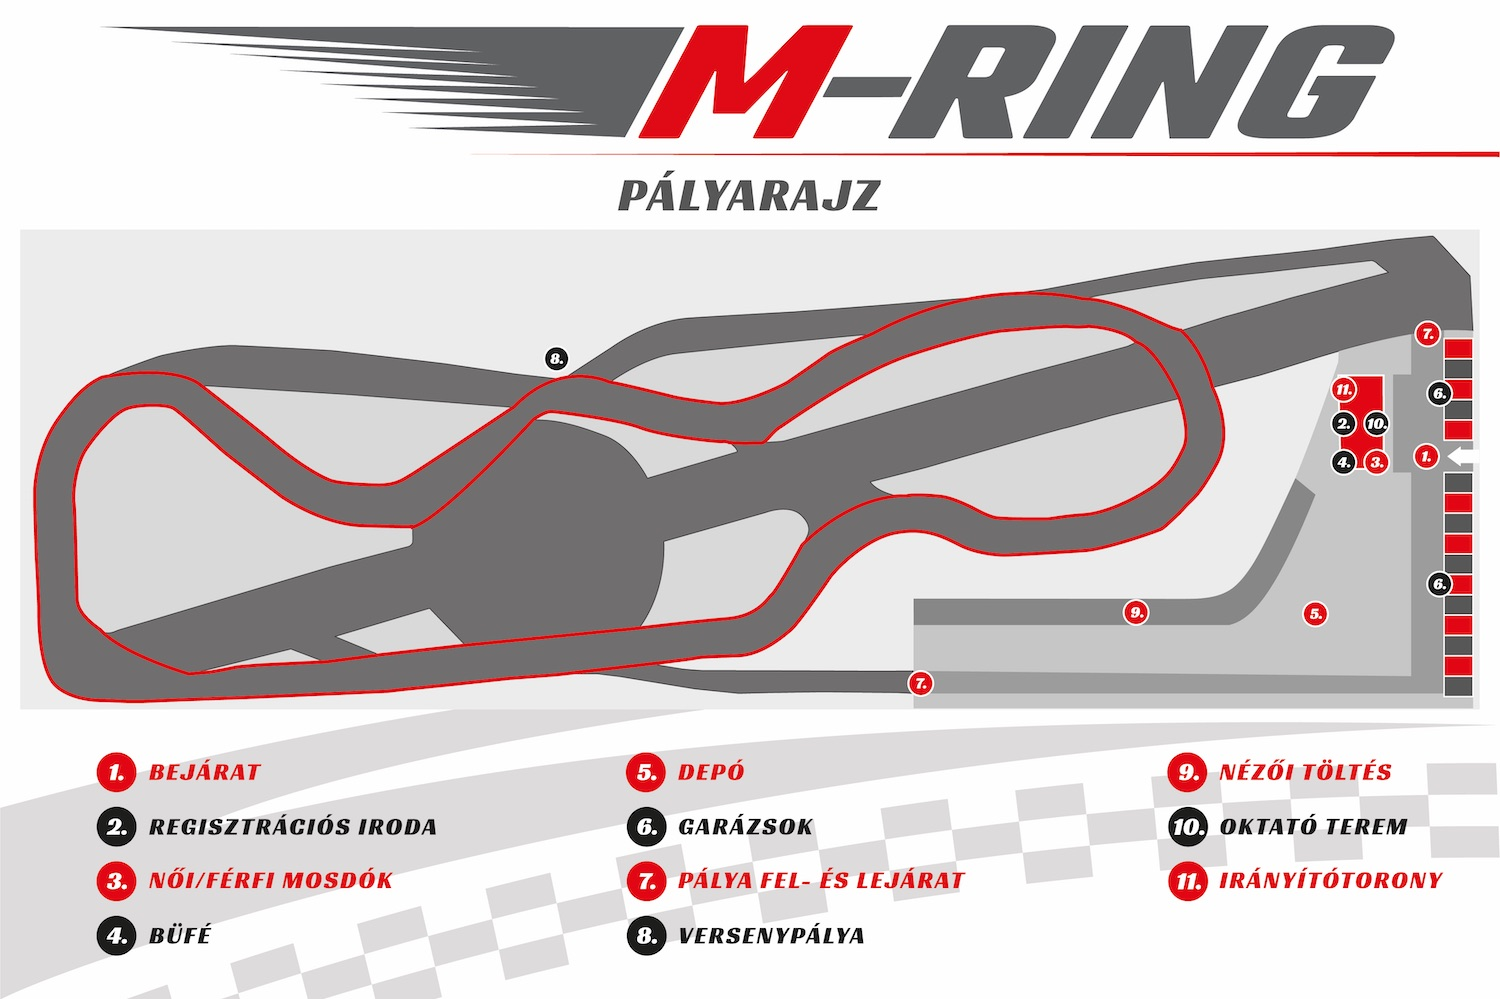 M-RING
PÁLYARAJZ
8.
7.
11.
6.
2.
10.
1.
4.
3.
6.
9.
5.
7.
1. BEJÁRAT
2. REGISZTRÁCIÓS IRODA
3. NŐI/FÉRFI MOSDÓK
4. BÜFÉ
5. DEPÓ
6. GARÁZSOK
7. PÁLYA FEL- ÉS LEJÁRAT
8. VERSENYPÁLYA
9. NÉZŐI TÖLTÉS
10. OKTATÓ TEREM
11. IRÁNYÍTÓTORONY